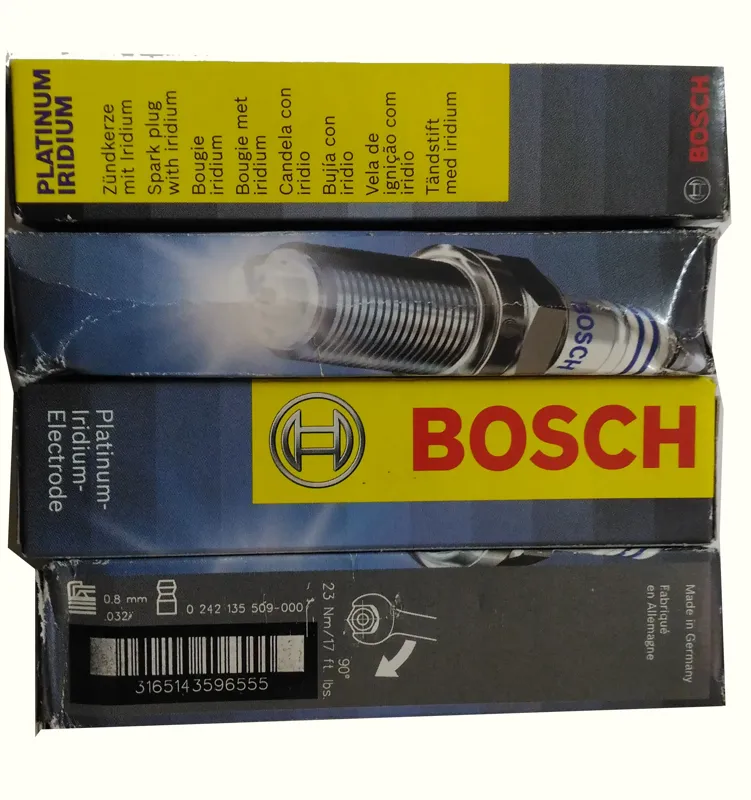 PLATINUM
IRIDIUM
Zündkerze
mit Iridium
Spark plug
with iridium
Bougie
iridium
Bougie met
iridium
Candela con
iridio
Bujía con
iridio
Vela de
ignição com
irídio
Tändstift
med iridium
BOSCH
BOSCH
Platinum-
Iridium-
Electrode
BOSCH
0.8 mm
.032"
0 242 135 509-000
3165143596555
23 Nm/17 ft. lbs.
90°
Made in Germany
Fabriqué
en Allemagne